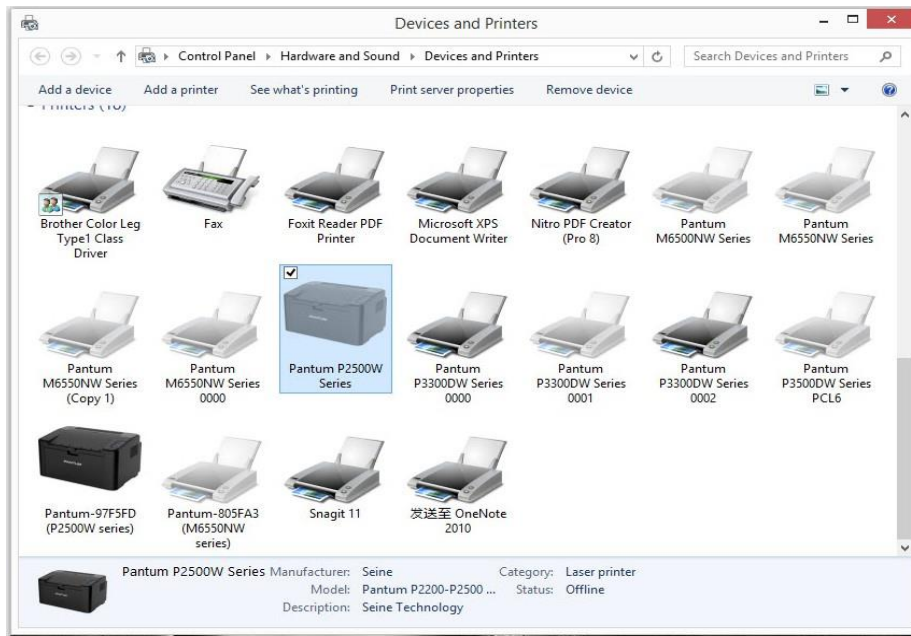 Devices and Printers
Control Panel Hardware and Sound Devices and Printers
Search Devices and Printers
Add a device Add a printer See what's printing Print server properties Remove device
Printers (18)
Brother Color Leg
Type1 Class
Driver
Fax
Foxit Reader PDF
Printer
Microsoft XPS
Document Writer
Nitro PDF Creator
(Pro 8)
Pantum
M6500NW Series
Pantum
M6550NW Series
Pantum
M6550NW Series
(Copy 1)
Pantum
M6550NW Series
0000
Pantum P2500W
Series
Pantum
P3300DW Series
0000
Pantum
P3300DW Series
0001
Pantum
P3300DW Series
0002
Pantum
P3500DW Series
PCL6
Pantum-97F5FD
(P2500W series)
Pantum-805FA3
(M6550NW
series)
Snagit 11
发送至 OneNote
2010
Pantum P2500W Series Manufacturer: Seine Category: Laser printer
Model: Pantum P2200-P2500 ... Status: Offline
Description: Seine Technology